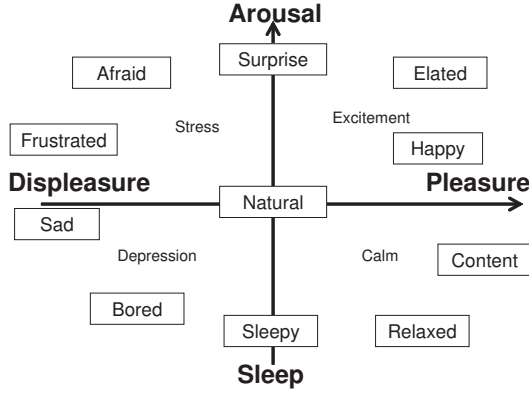 Arousal
Surprise
Afraid
Elated
Stress
Excitement
Frustrated
Happy
Displeasure
Pleasure
Natural
Sad
Depression
Calm
Content
Bored
Sleepy
Relaxed
Sleep